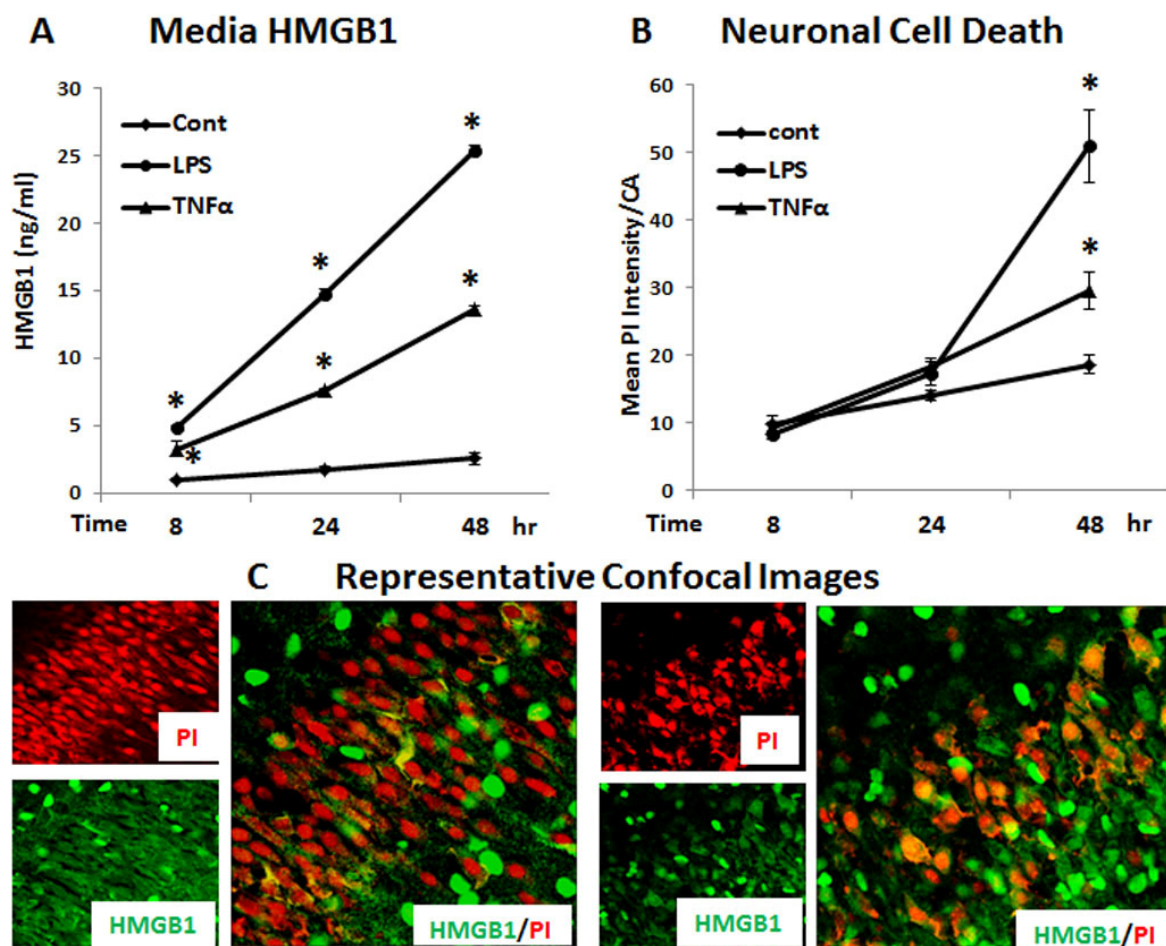 A Media HMGB1
HMGB1 (ng/ml)
30
25
20
15
10
5
0
Cont
LPS
TNFα
*
*
*
*
*
*
Time 8 24 48 hr
B Neuronal Cell Death
Mean PI Intensity/CA
60
50
40
30
20
10
0
cont
LPS
TNFα
*
*
Time 8 24 48
C Representative Confocal Images
PI
HMGB1
HMGB1/PI
PI
HMGB1
HMGB1/PI